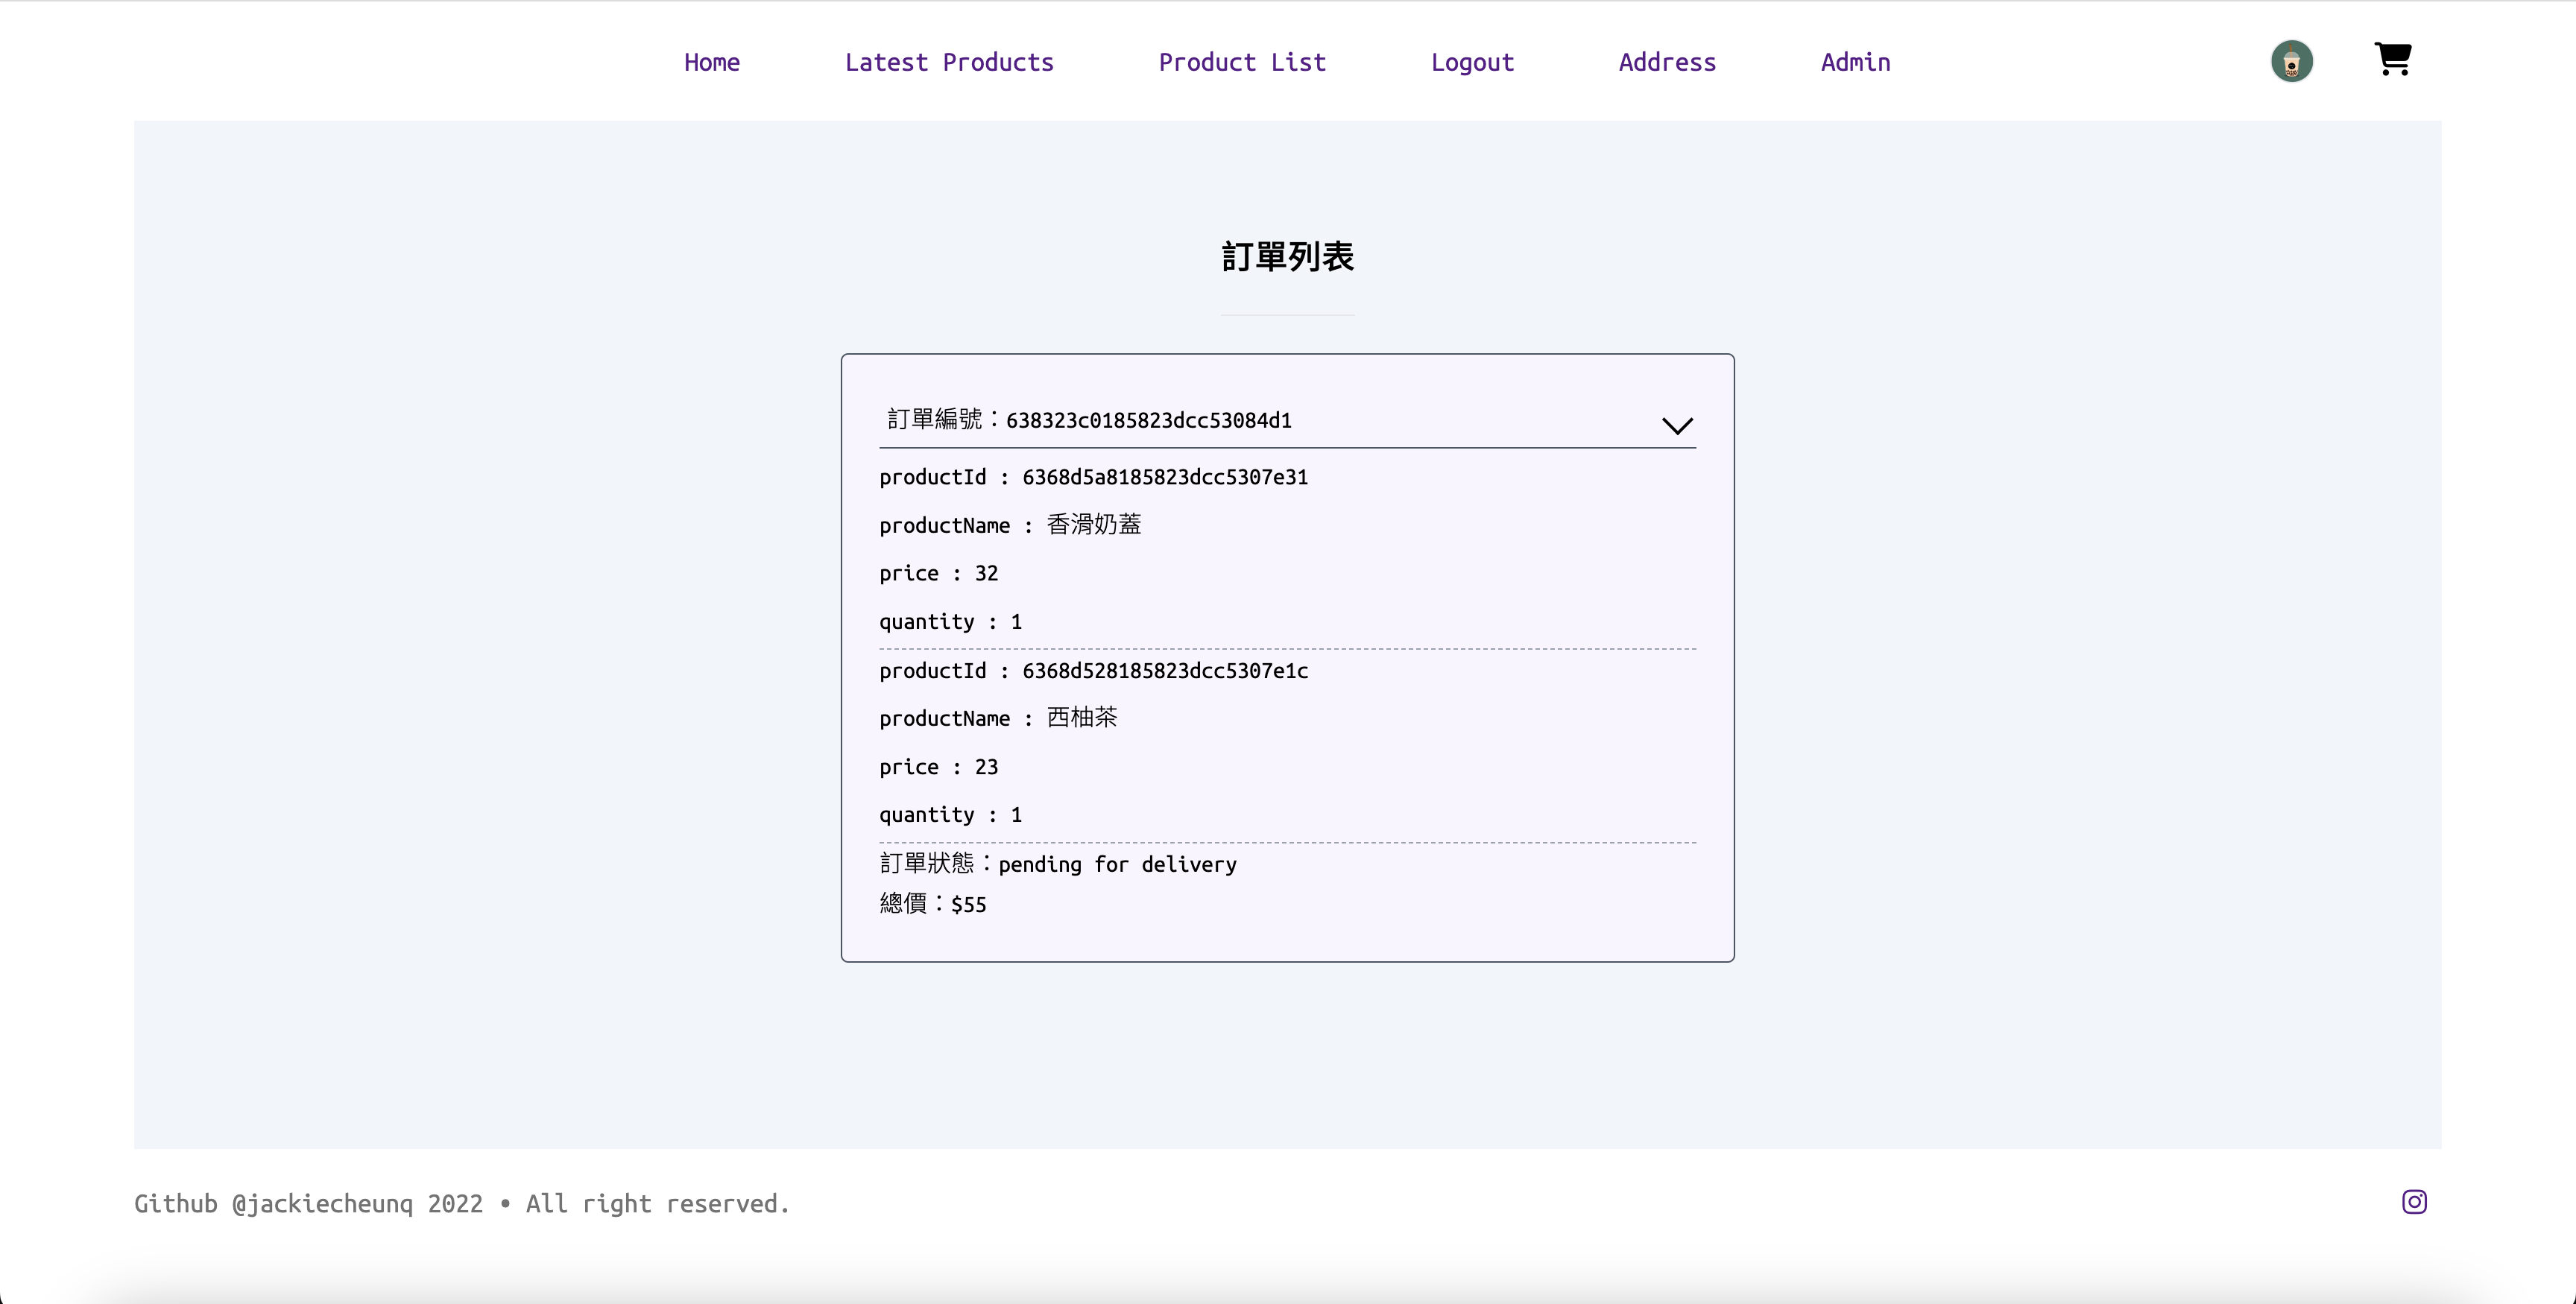 Home Latest Products Product List Logout Address Admin
訂單列表
訂單編號：638323c0185823dcc53084d1
productId : 6368d5a8185823dcc5307e31
productName : 香滑奶蓋
price : 32
quantity : 1
productId : 6368d528185823dcc5307e1c
productName : 西柚茶
price : 23
quantity : 1
訂單狀態：pending for delivery
總價：$55
Github @jackiecheunq 2022 • All right reserved.